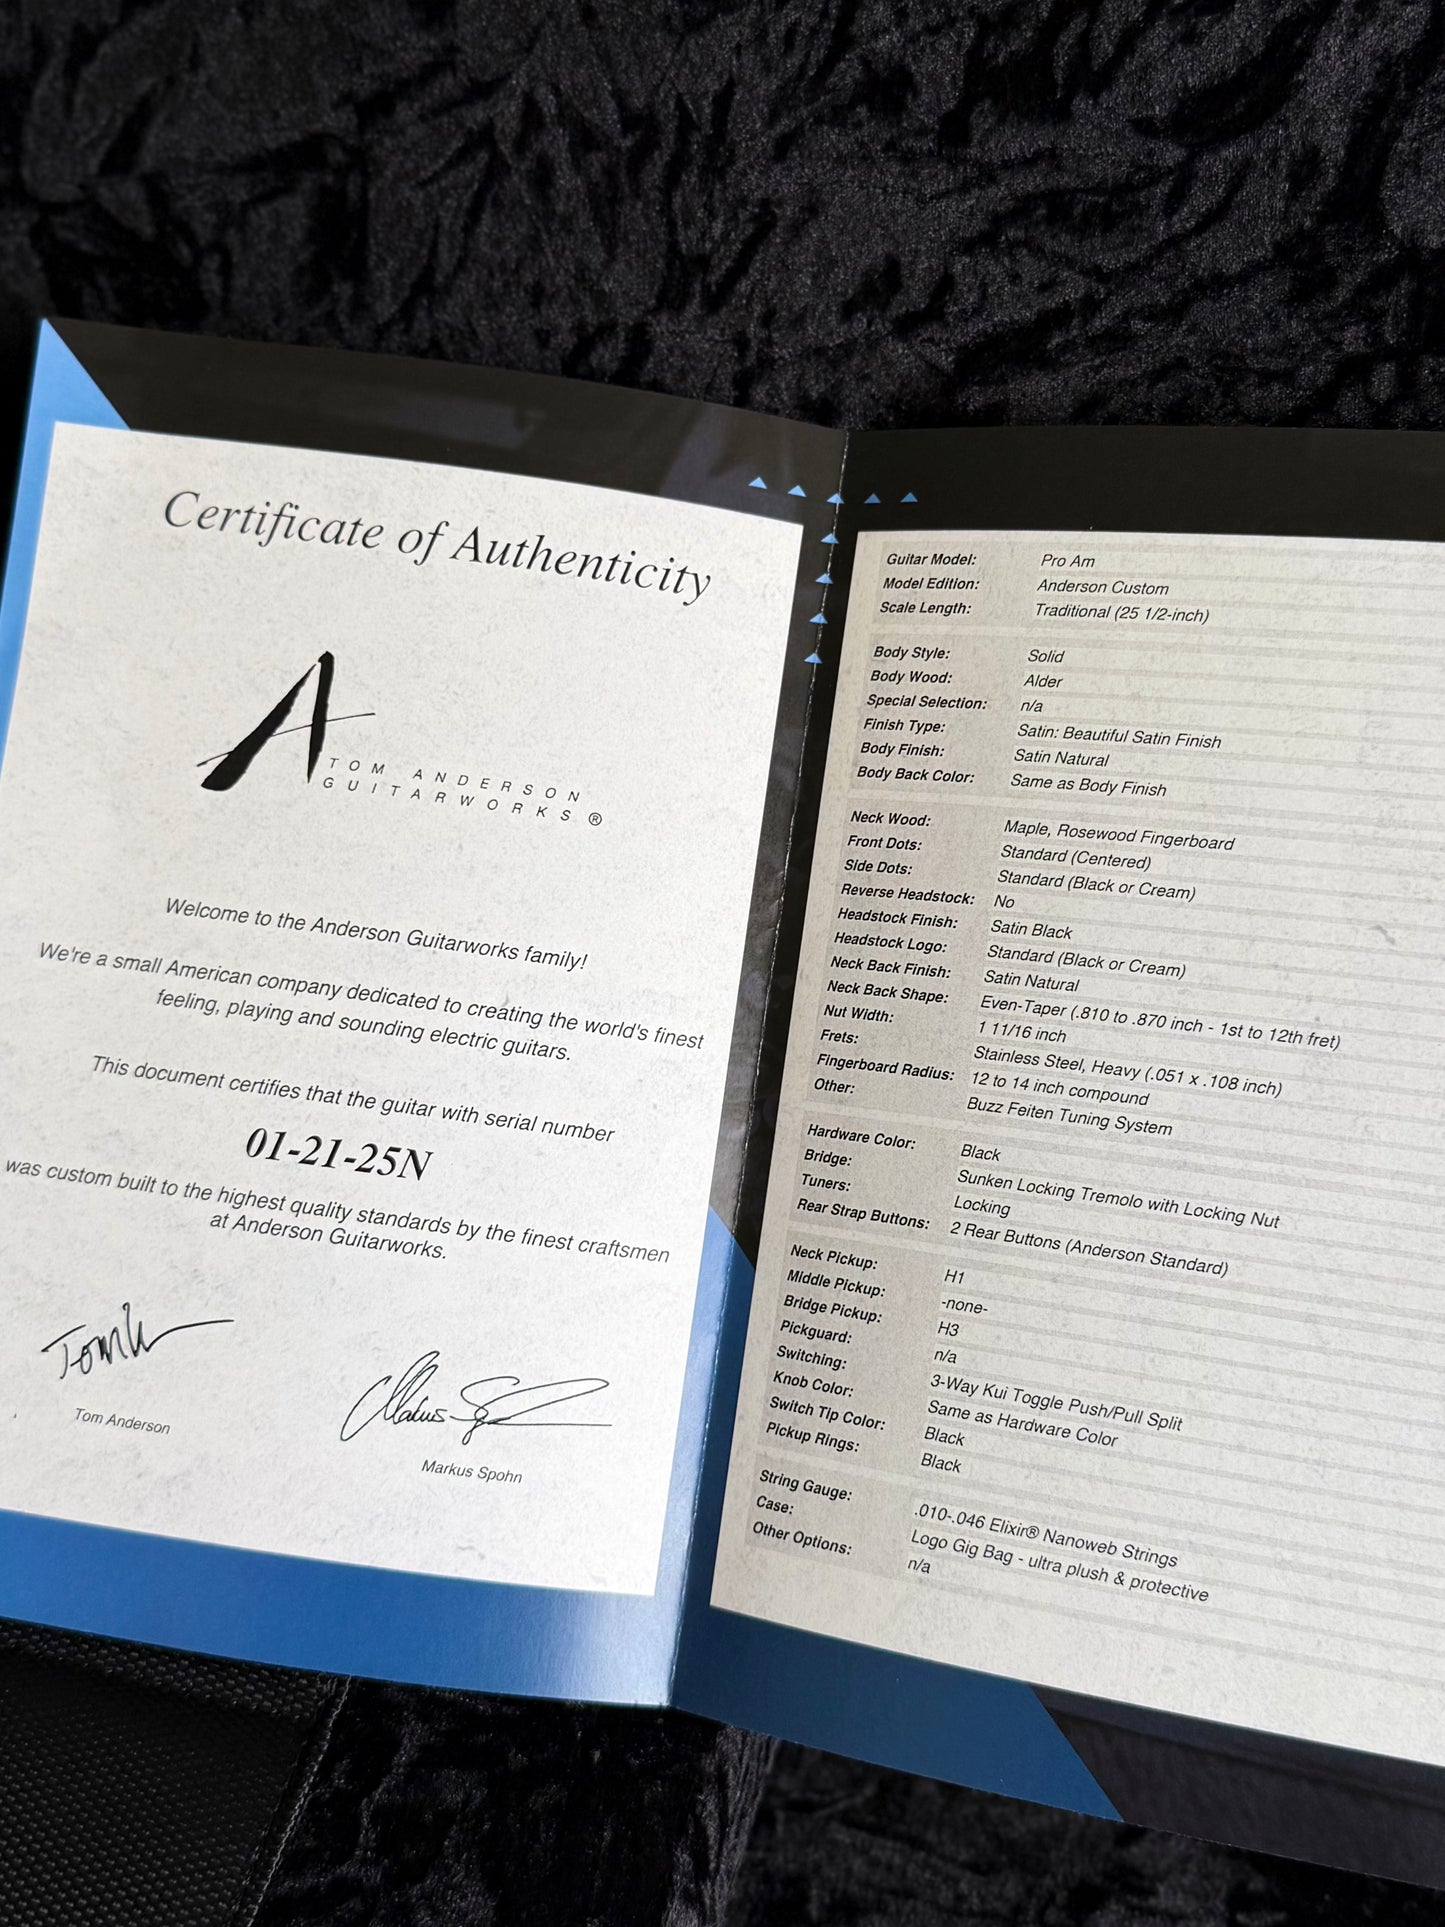 Certificate of Authenticity
TOM ANDERSON
GUITARWORKS ®
Welcome to the Anderson Guitarworks family!
We're a small American company dedicated to creating the world's finest
feeling, playing and sounding electric guitars.
This document certifies that the guitar with serial number
01-21-25N
was custom built to the highest quality standards by the finest craftsmen
at Anderson Guitarworks.
Tom Anderson
Markus Spohn
Guitar Model: Pro Am
Model Edition: Anderson Custom
Scale Length: Traditional (25 1/2-inch)
Body Style: Solid
Body Wood: Alder
Special Selection: n/a
Finish Type: Satin: Beautiful Satin Finish
Body Finish: Satin Natural
Body Back Color: Same as Body Finish
Neck Wood: Maple, Rosewood Fingerboard
Front Dots: Standard (Centered)
Side Dots: Standard (Black or Cream)
Reverse Headstock: No
Headstock Finish: Satin Black
Headstock Logo: Standard (Black or Cream)
Neck Back Finish: Satin Natural
Neck Back Shape: Even-Taper (.810 to .870 inch - 1st to 12th fret)
Nut Width: 1 11/16 inch
Frets: Stainless Steel, Heavy (.051 x .108 inch)
Fingerboard Radius: 12 to 14 inch compound
Other: Buzz Feiten Tuning System
Hardware Color: Black
Bridge: Sunken Locking Tremolo with Locking Nut
Tuners: Locking
Rear Strap Buttons: 2 Rear Buttons (Anderson Standard)
Neck Pickup: H1
Middle Pickup: -none-
Bridge Pickup: H3
Pickguard: n/a
Switching: 3-Way Kui Toggle Push/Pull Split
Knob Color: Same as Hardware Color
Switch Tip Color: Black
Pickup Rings: Black
String Gauge: .010-.046 Elixir® Nanoweb Strings
Case: Logo Gig Bag - ultra plush & protective
Other Options: n/a